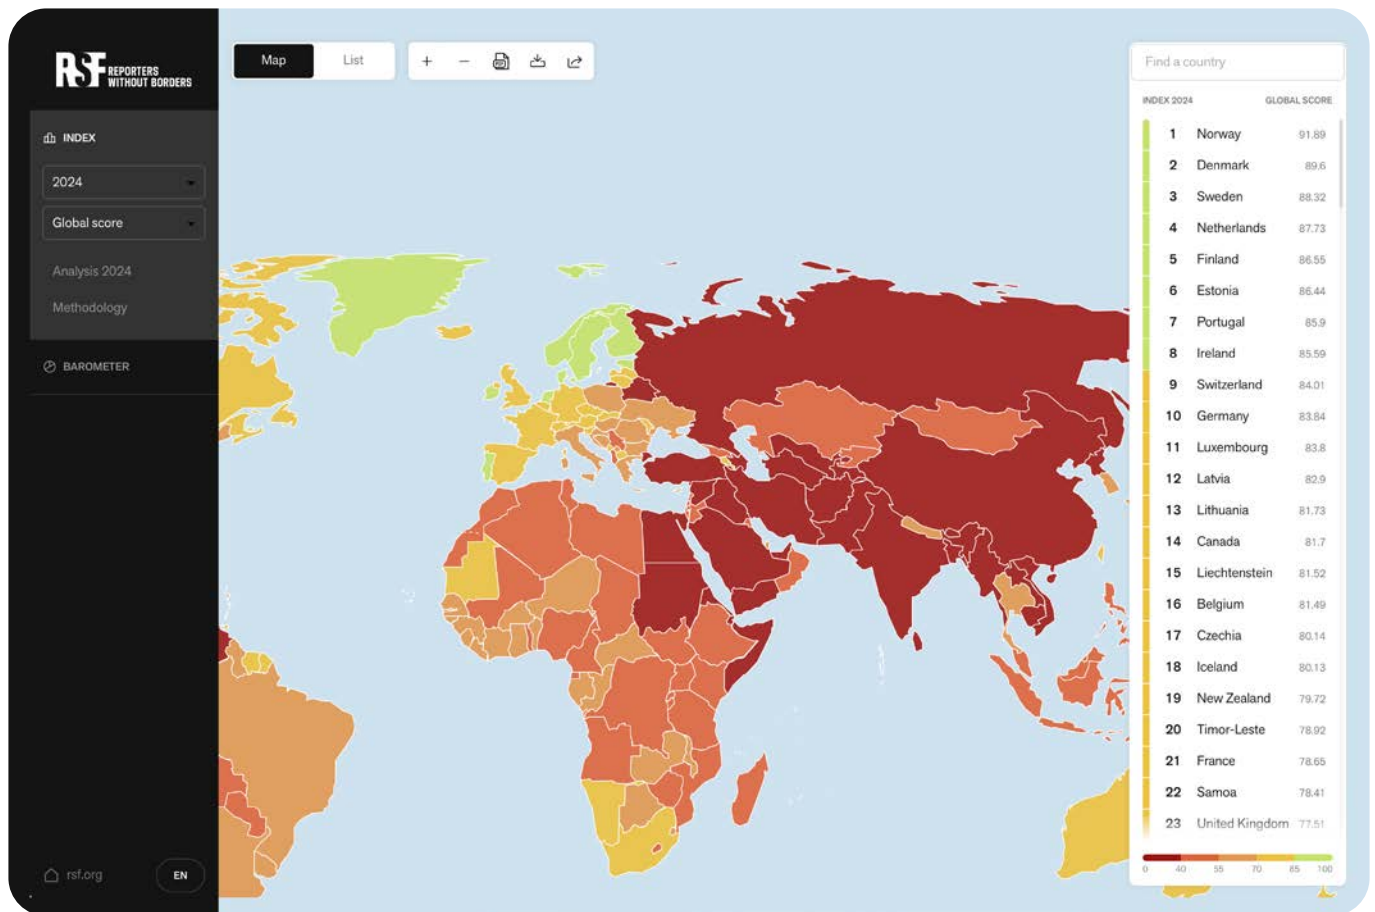 RSF REPORTERS
WITHOUT BORDERS
INDEX
2024
Global score
Analysis 2024
Methodology
BAROMETER
rsf.org
EN
Map
List
+
−
PDF
Find a country
INDEX 2024 GLOBAL SCORE
1 Norway 91.89
2 Denmark 89.6
3 Sweden 88.32
4 Netherlands 87.73
5 Finland 86.55
6 Estonia 86.44
7 Portugal 85.9
8 Ireland 85.59
9 Switzerland 84.01
10 Germany 83.84
11 Luxembourg 83.8
12 Latvia 82.9
13 Lithuania 81.73
14 Canada 81.7
15 Liechtenstein 81.52
16 Belgium 81.49
17 Czechia 80.14
18 Iceland 80.13
19 New Zealand 79.72
20 Timor-Leste 78.92
21 France 78.65
22 Samoa 78.41
23 United Kingdom 77.51
0 40 55 70 85 100